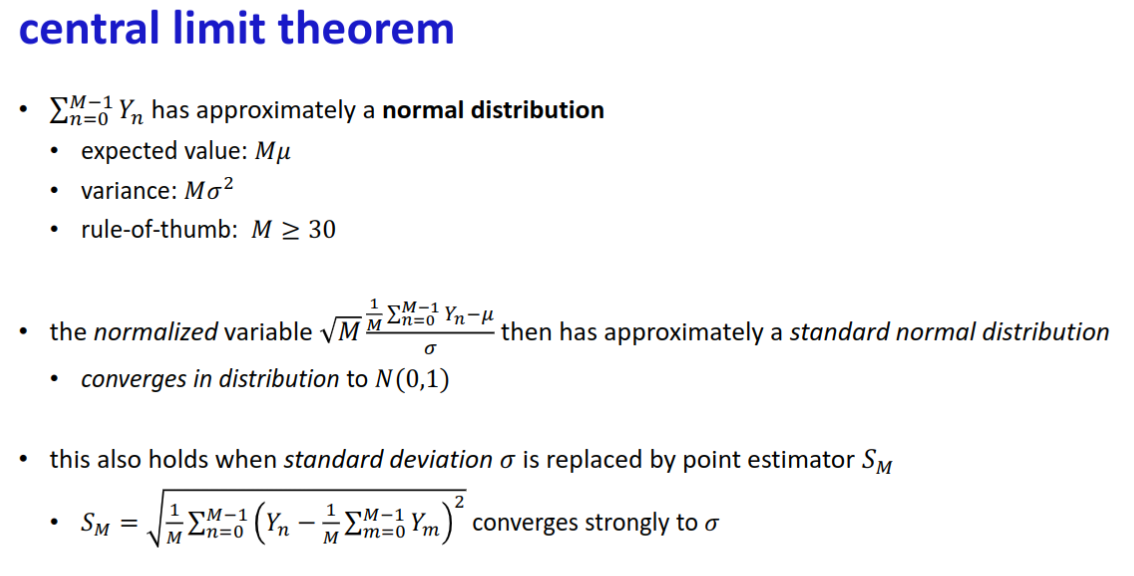 central limit theorem
• $\sum_{n=0}^{M-1} Y_n$ has approximately a normal distribution
• expected value: $M\mu$
• variance: $M\sigma^2$
• rule-of-thumb: $M \geq 30$
• the normalized variable $\sqrt{M}\frac{\frac{1}{M}\sum_{n=0}^{M-1} Y_n - \mu}{\sigma}$ then has approximately a standard normal distribution
• converges in distribution to $N(0,1)$
• this also holds when standard deviation $\sigma$ is replaced by point estimator $S_M$
• $S_M = \sqrt{\frac{1}{M}\sum_{n=0}^{M-1}\left(Y_n - \frac{1}{M}\sum_{m=0}^{M-1} Y_m\right)^2}$ converges strongly to $\sigma$